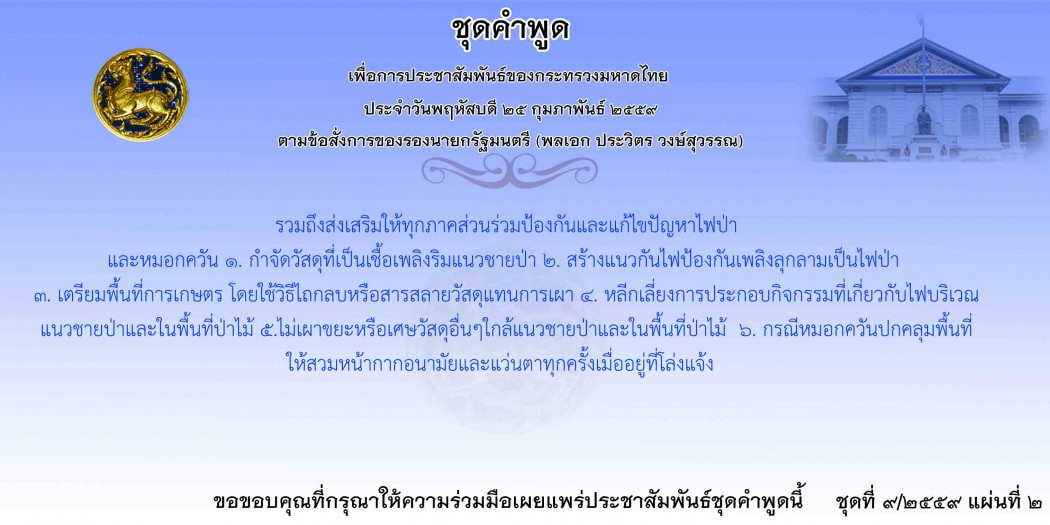 ชุดคำพูด
เพื่อการประชาสัมพันธ์ของกระทรวงมหาดไทย
ประจำวันพฤหัสบดี ๒๕ กุมภาพันธ์ ๒๕๕๙
ตามข้อสั่งการของรองนายกรัฐมนตรี (พลเอก ประวิตร วงษ์สุวรรณ)
รวมถึงส่งเสริมให้ทุกภาคส่วนร่วมป้องกันและแก้ไขปัญหาไฟป่า
และหมอกควัน ๑. กำจัดวัสดุที่เป็นเชื้อเพลิงริมแนวชายป่า ๒. สร้างแนวกันไฟป้องกันเพลิงลุกลามเป็นไฟป่า
๓. เตรียมพื้นที่การเกษตร โดยใช้วิธีไถกลบหรือสารสลายวัสดุแทนการเผา ๔. หลีกเลี่ยงการประกอบกิจกรรมที่เกี่ยวกับไฟบริเวณ
แนวชายป่าและในพื้นที่ป่าไม้ ๕.ไม่เผาขยะหรือเศษวัสดุอื่นๆใกล้แนวชายป่าและในพื้นที่ป่าไม้ ๖. กรณีหมอกควันปกคลุมพื้นที่
ให้สวมหน้ากากอนามัยและแว่นตาทุกครั้งเมื่ออยู่ที่โล่งแจ้ง
ขอขอบคุณที่กรุณาให้ความร่วมมือเผยแพร่ประชาสัมพันธ์ชุดคำพูดนี้ ชุดที่ ๙/๒๕๕๙ แผ่นที่ ๒